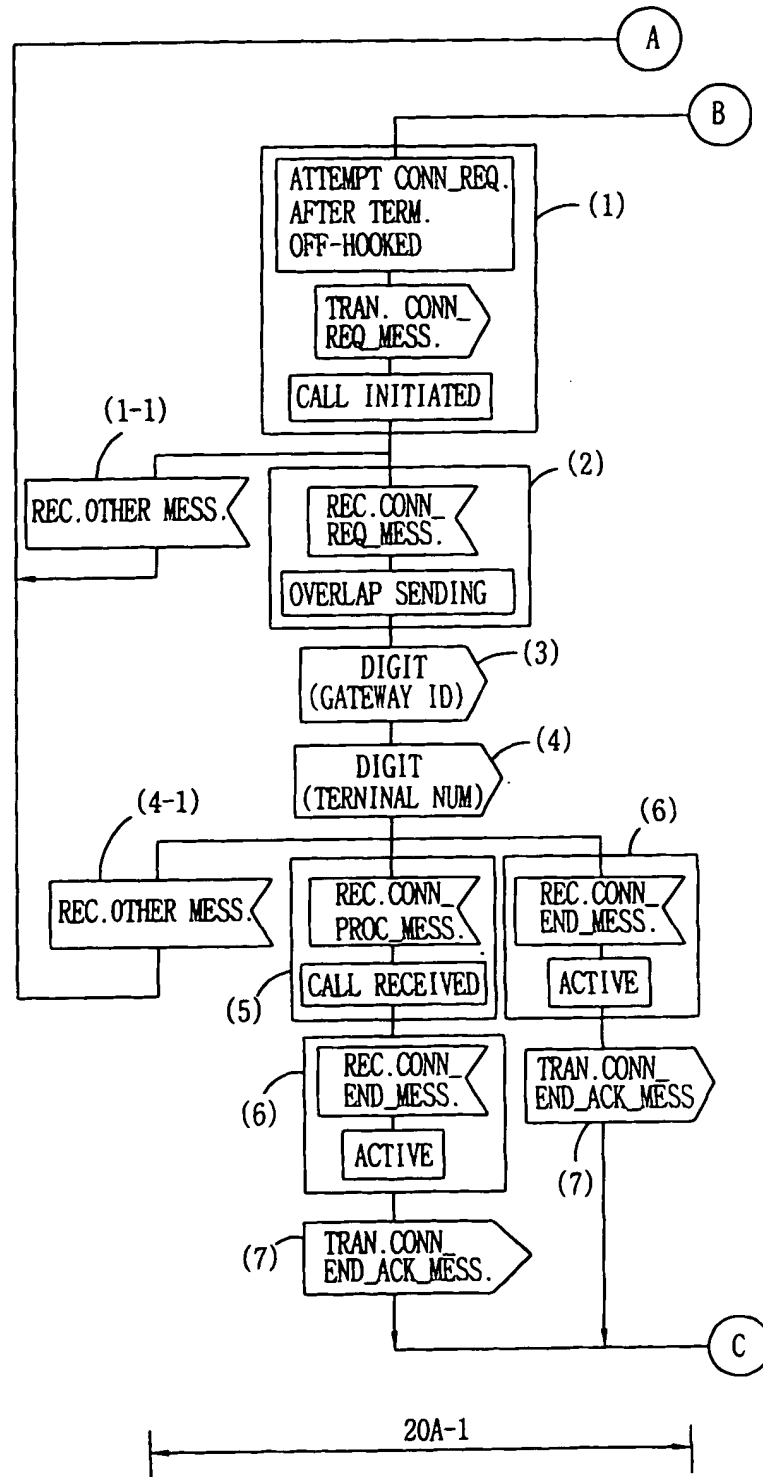 A
B
ATTEMPT CONN_REQ.
AFTER TERM.
OFF-HOOKED
(1)
TRAN. CONN_
REQ_MESS.
CALL INITIATED
(1-1)
REC.OTHER MESS.
(2)
REC.CONN_
REQ_MESS.
OVERLAP SENDING
DIGIT
(GATEWAY ID)
(3)
DIGIT
(TERNINAL NUM)
(4)
(4-1)
REC.OTHER MESS.
REC.CONN_
PROC_MESS.
CALL RECEIVED
(5)
(6)
REC.CONN_
END_MESS.
ACTIVE
REC.CONN_
END_MESS.
ACTIVE
(6)
TRAN.CONN_
END_ACK_MESS
(7)
TRAN.CONN_
END_ACK_MESS.
(7)
C
20A-1